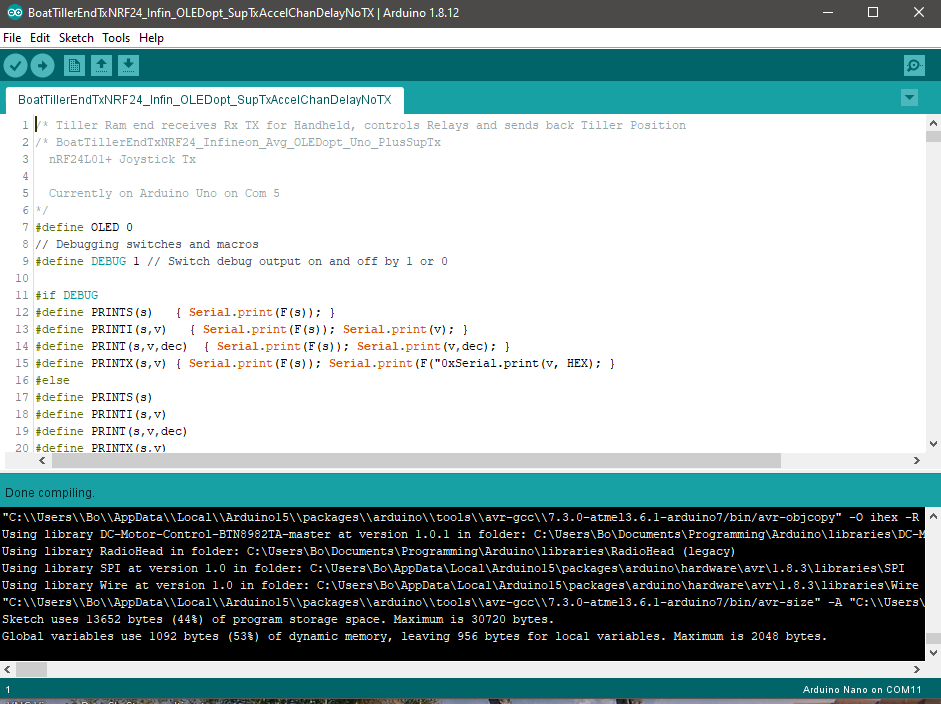 BoatTillerEndTxNRF24_Infin_OLEDopt_SupTxAccelChanDelayNoTX | Arduino 1.8.12
File Edit Sketch Tools Help
BoatTillerEndTxNRF24_Infin_OLEDopt_SupTxAccelChanDelayNoTX
1 /* Tiller Ram end receives Rx TX for Handheld, controls Relays and sends back Tiller Position
2 /* BoatTillerEndTxNRF24_Infineon_Avg_OLEDopt_Uno_PlusSupTx
3 nRF24L01+ Joystick Tx
4
5 Currently on Arduino Uno on Com 5
6 */
7 #define OLED 0
8 // Debugging switches and macros
9 #define DEBUG 1 // Switch debug output on and off by 1 or 0
10
11 #if DEBUG
12 #define PRINTS(s) { Serial.print(F(s)); }
13 #define PRINTI(s,v) { Serial.print(F(s)); Serial.print(v); }
14 #define PRINT(s,v,dec) { Serial.print(F(s)); Serial.print(v,dec); }
15 #define PRINTX(s,v) { Serial.print(F(s)); Serial.print(F("0xSerial.print(v, HEX); }
16 #else
17 #define PRINTS(s)
18 #define PRINTI(s,v)
19 #define PRINT(s,v,dec)
20 #define PRINTX(s,v)
Done compiling.
"C:\\Users\\Bo\\AppData\\Local\\Arduino15\\packages\\arduino\\tools\\avr-gcc\\7.3.0-atmel3.6.1-arduino7/bin/avr-objcopy" -O ihex -R
Using library DC-Motor-Control-BTN8982TA-master at version 1.0.1 in folder: C:\Users\Bo\Documents\Programming\Arduino\libraries\DC-M
Using library RadioHead in folder: C:\Users\Bo\Documents\Programming\Arduino\libraries\RadioHead (legacy)
Using library SPI at version 1.0 in folder: C:\Users\Bo\AppData\Local\Arduino15\packages\arduino\hardware\avr\1.8.3\libraries\SPI
Using library Wire at version 1.0 in folder: C:\Users\Bo\AppData\Local\Arduino15\packages\arduino\hardware\avr\1.8.3\libraries\Wire
"C:\\Users\\Bo\\AppData\\Local\\Arduino15\\packages\\arduino\\tools\\avr-gcc\\7.3.0-atmel3.6.1-arduino7/bin/avr-size" -A "C:\\Users\
Sketch uses 13652 bytes (44%) of program storage space. Maximum is 30720 bytes.
Global variables use 1092 bytes (53%) of dynamic memory, leaving 956 bytes for local variables. Maximum is 2048 bytes.
1 Arduino Nano on COM11